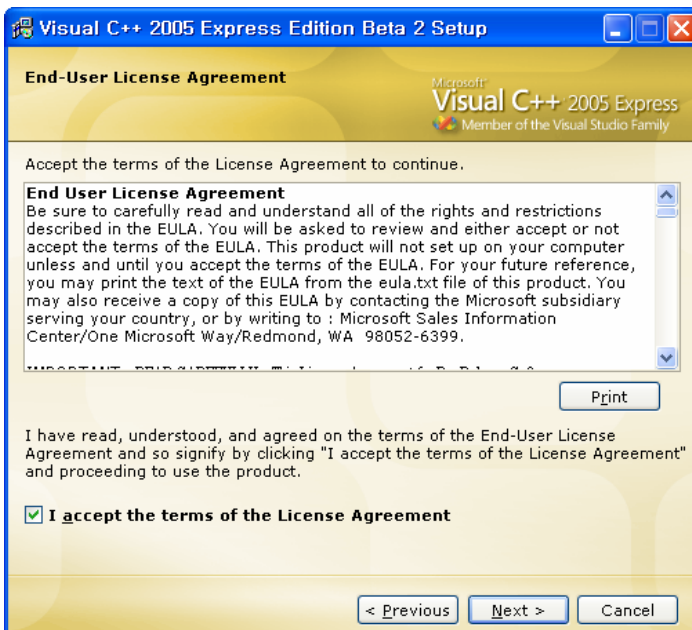 Visual C++ 2005 Express Edition Beta 2 Setup
End-User License Agreement
Microsoft
Visual C++ 2005 Express
Member of the Visual Studio Family
Accept the terms of the License Agreement to continue.
End User License Agreement
Be sure to carefully read and understand all of the rights and restrictions
described in the EULA. You will be asked to review and either accept or not
accept the terms of the EULA. This product will not set up on your computer
unless and until you accept the terms of the EULA. For your future reference,
you may print the text of the EULA from the eula.txt file of this product. You
may also receive a copy of this EULA by contacting the Microsoft subsidiary
serving your country, or by writing to : Microsoft Sales Information
Center/One Microsoft Way/Redmond, WA 98052-6399.
Print
I have read, understood, and agreed on the terms of the End-User License
Agreement and so signify by clicking "I accept the terms of the License Agreement"
and proceeding to use the product.
I accept the terms of the License Agreement
< Previous
Next >
Cancel